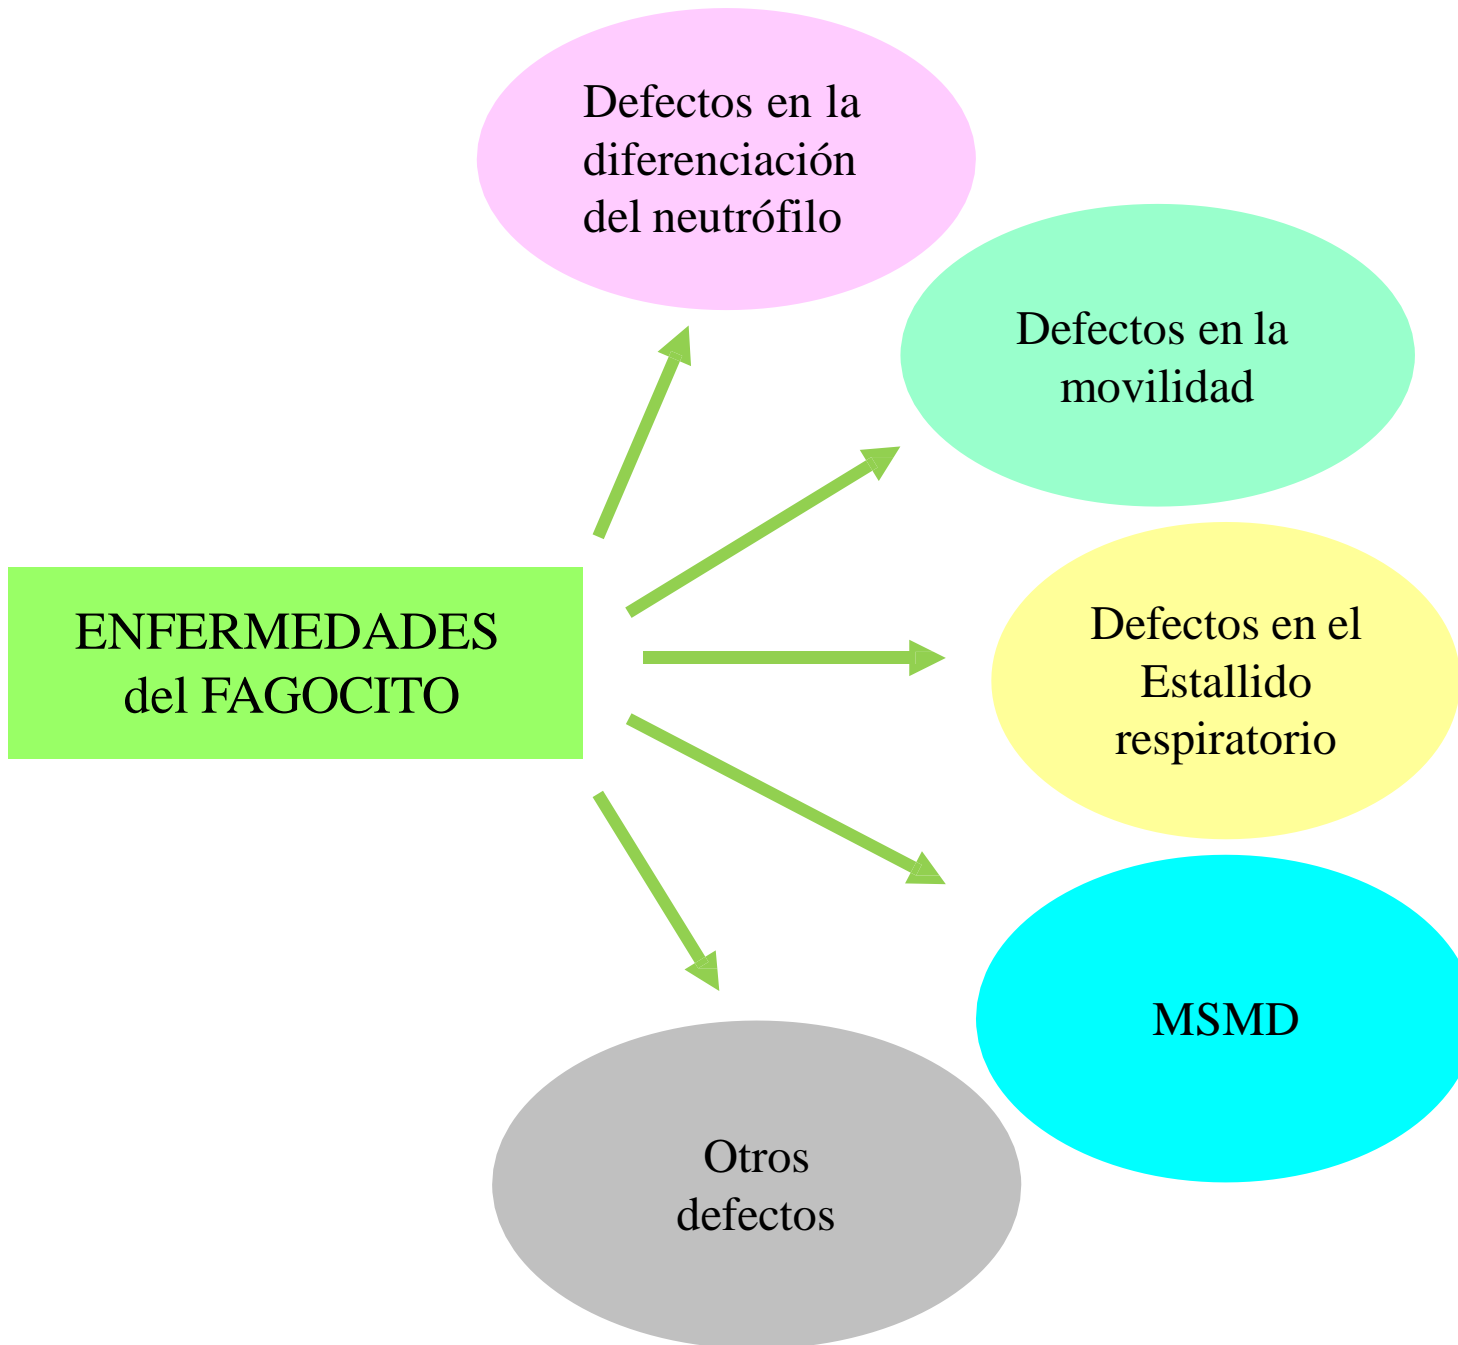 Defectos en la
diferenciación
del neutrófilo
Defectos en la
movilidad
ENFERMEDADES
del FAGOCITO
Defectos en el
Estallido
respiratorio
MSMD
Otros
defectos